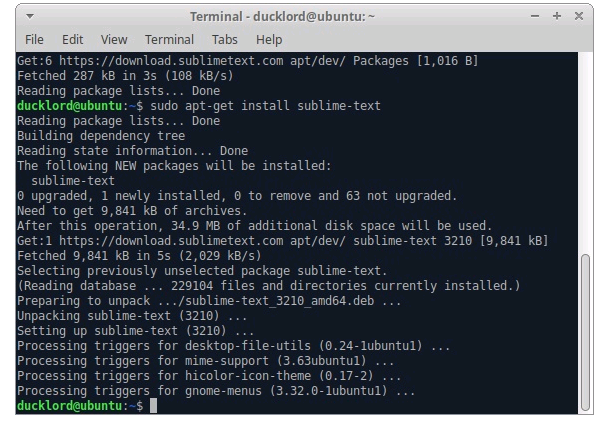 Terminal - ducklord@ubuntu: ~
File Edit View Terminal Tabs Help
Get:6 https://download.sublimetext.com apt/dev/ Packages [1,016 B]
Fetched 287 kB in 3s (108 kB/s)
Reading package lists... Done
ducklord@ubuntu:~$ sudo apt-get install sublime-text
Reading package lists... Done
Building dependency tree
Reading state information... Done
The following NEW packages will be installed:
  sublime-text
0 upgraded, 1 newly installed, 0 to remove and 63 not upgraded.
Need to get 9,841 kB of archives.
After this operation, 34.9 MB of additional disk space will be used.
Get:1 https://download.sublimetext.com apt/dev/ sublime-text 3210 [9,841 kB]
Fetched 9,841 kB in 5s (2,029 kB/s)
Selecting previously unselected package sublime-text.
(Reading database ... 229104 files and directories currently installed.)
Preparing to unpack .../sublime-text_3210_amd64.deb ...
Unpacking sublime-text (3210) ...
Setting up sublime-text (3210) ...
Processing triggers for desktop-file-utils (0.24-1ubuntu1) ...
Processing triggers for mime-support (3.63ubuntu1) ...
Processing triggers for hicolor-icon-theme (0.17-2) ...
Processing triggers for gnome-menus (3.32.0-1ubuntu1) ...
ducklord@ubuntu:~$